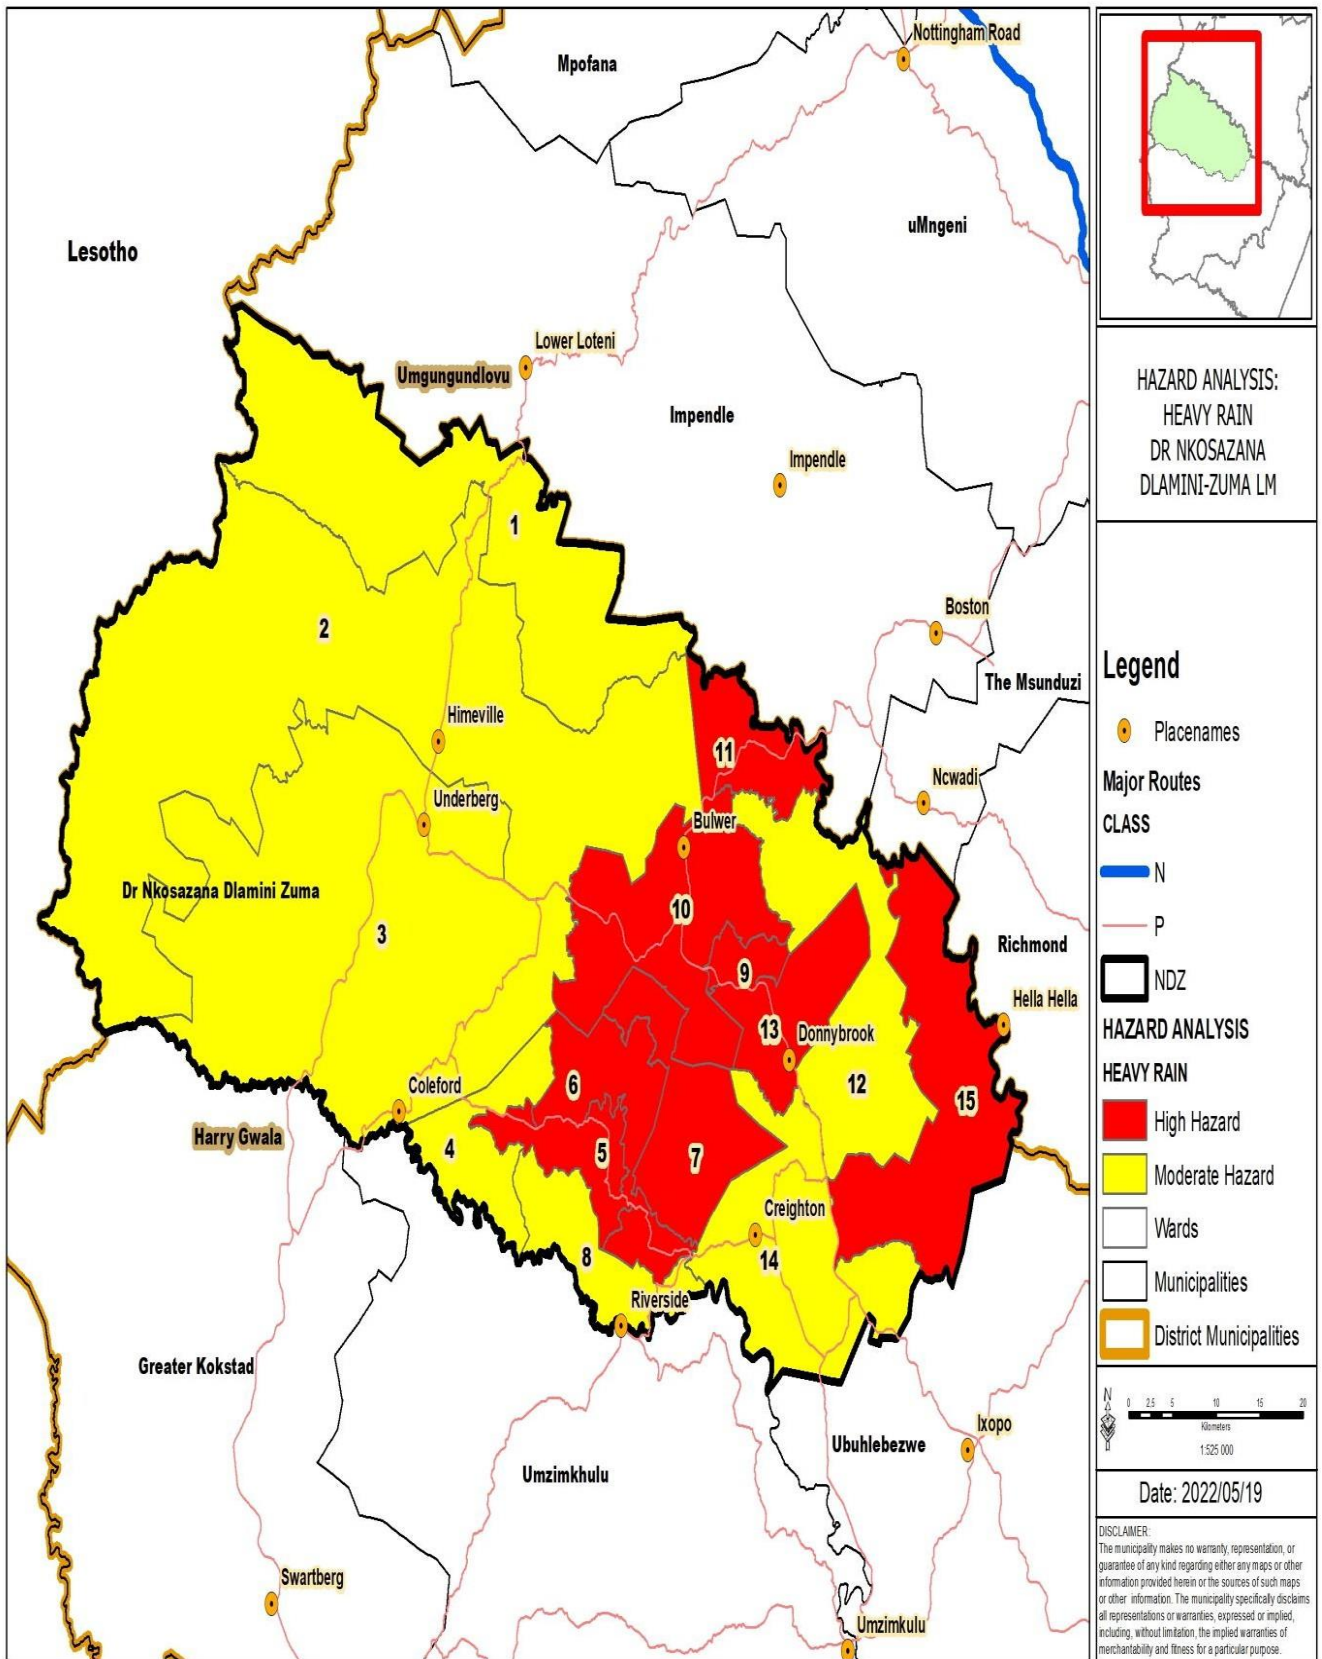 Nottingham Road
Mpofana
Lesotho
uMngeni
Lower Loteni
Umgungundlovu
Impendle
Impendle
1
2
Boston
The Msunduzi
Himeville
11
Ncwadi
Underberg
Bulwer
Dr Nkosazana Dlamini Zuma
3
10
Richmond
9
Hella Hella
13
Donnybrook
Coleford
6
12
15
Harry Gwala
4
5
7
Creighton
8
14
Riverside
Greater Kokstad
Ubuhlebezwe
Ixopo
Umzimkhulu
Swartberg
Umzimkulu
HAZARD ANALYSIS:
HEAVY RAIN
DR NKOSAZANA
DLAMINI-ZUMA LM
Legend
Placenames
Major Routes
CLASS
N
P
NDZ
HAZARD ANALYSIS
HEAVY RAIN
High Hazard
Moderate Hazard
Wards
Municipalities
District Municipalities
N
0 2.5 5 10 15 20
Kilometers
1:525 000
Date: 2022/05/19
DISCLAIMER:
The municipality makes no warranty, representation, or
guarantee of any kind regarding either any maps or other
information provided herein or the sources of such maps
or other information. The municipality specifically disclaims
all representations or warranties, expressed or implied,
including, without limitation, the implied warranties of
merchantability and fitness for a particular purpose.